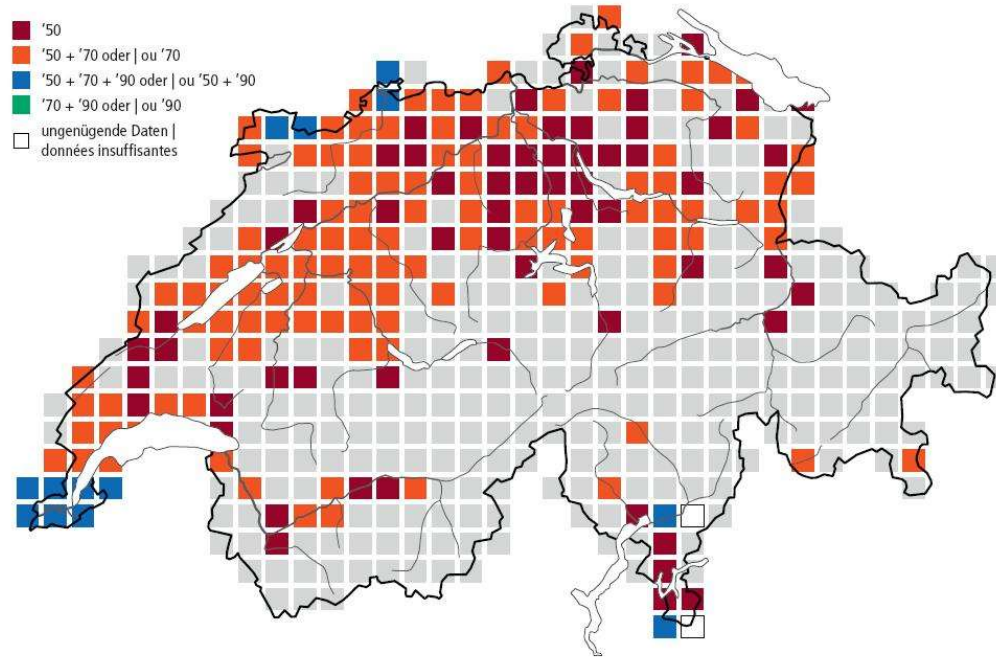 ’50
’50 + ’70 oder | ou ’70
’50 + ’70 + ’90 oder | ou ’50 + ’90
’70 + ’90 oder | ou ’90
ungenügende Daten |
données insuffisantes